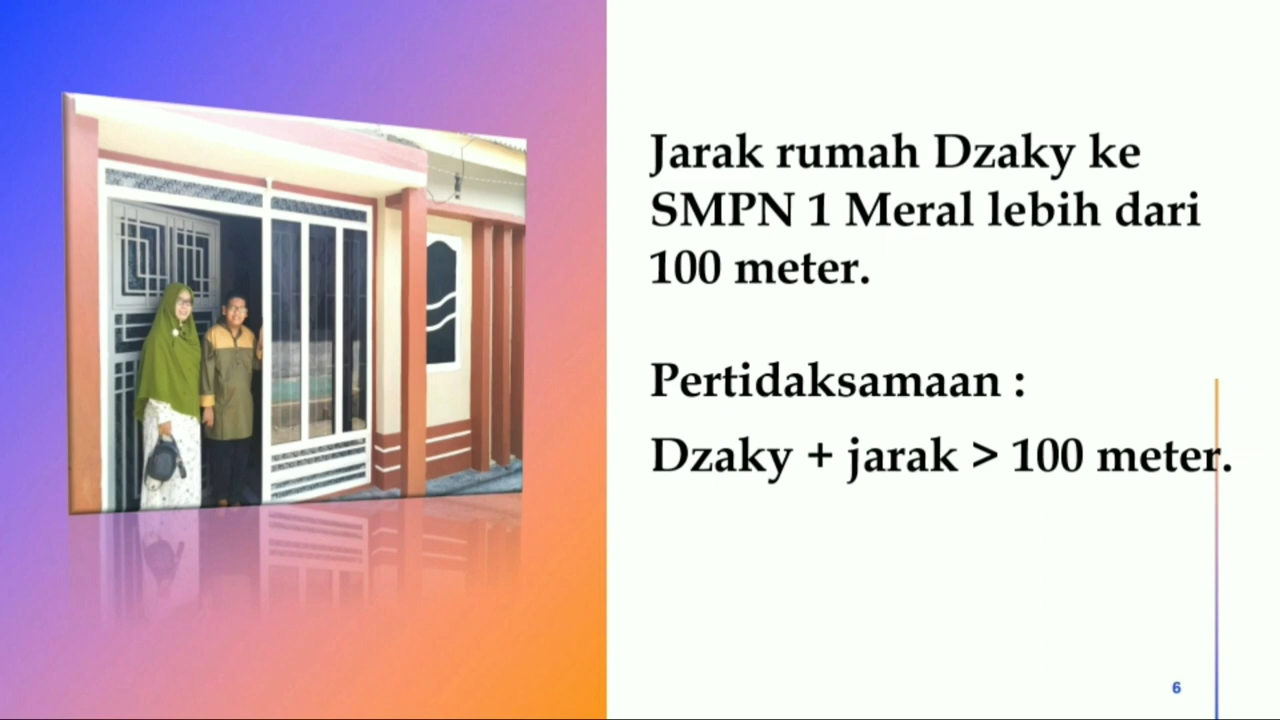 Jarak rumah Dzaky ke
SMPN 1 Meral lebih dari
100 meter.
Pertidaksamaan :
Dzaky + jarak > 100 meter.
6